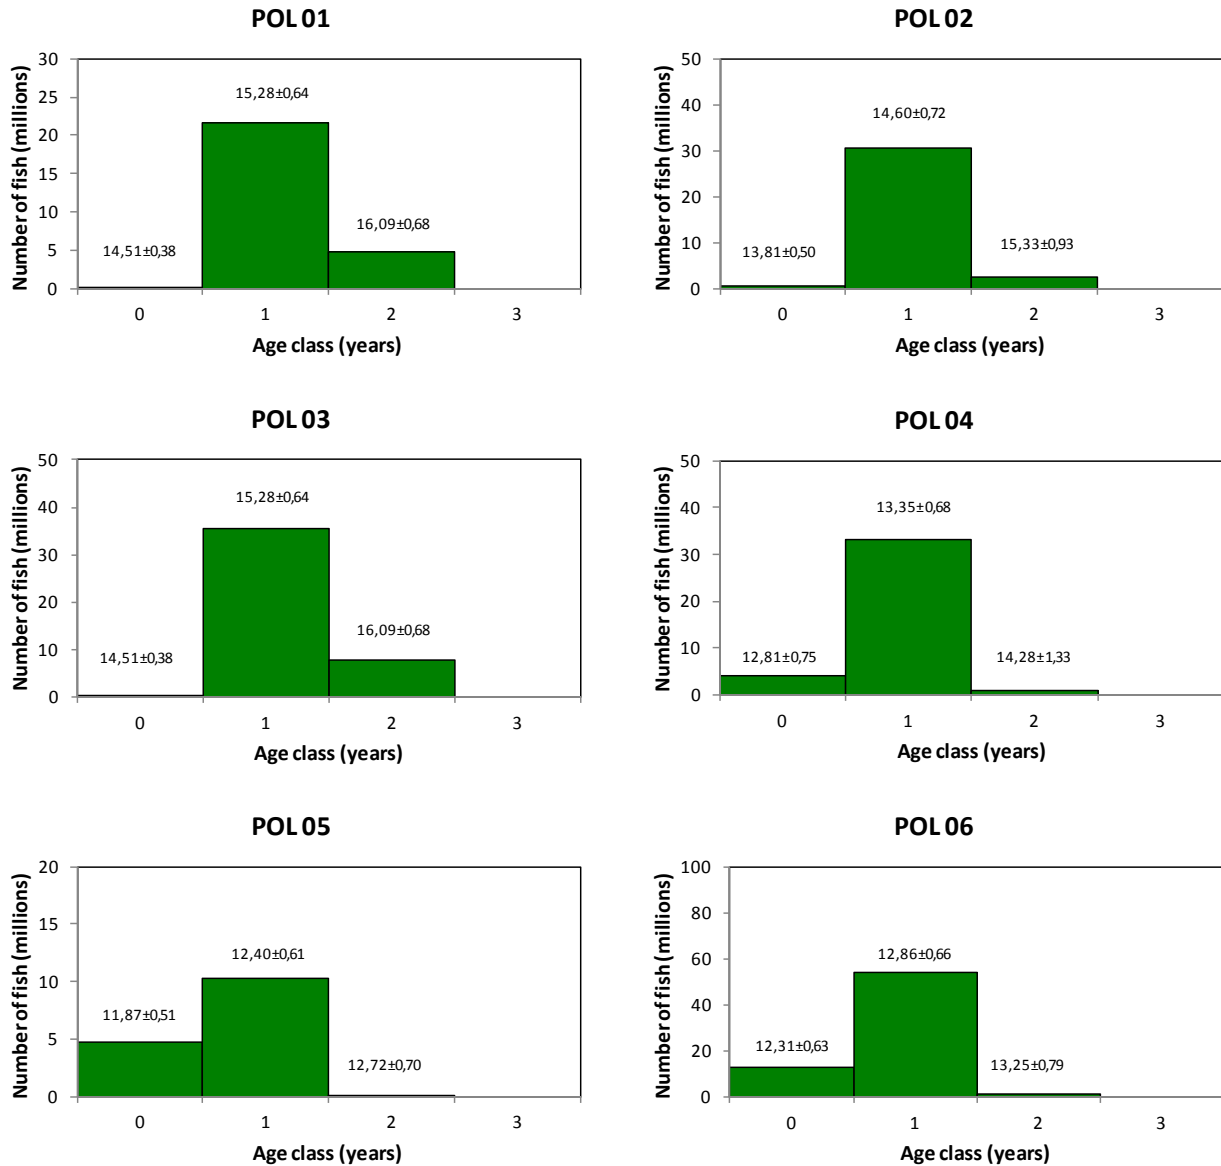 POL 01
Number of fish (millions)
30
25
20
15
10
5
0
14,51±0,38
15,28±0,64
16,09±0,68
0 1 2 3
Age class (years)
POL 02
Number of fish (millions)
50
40
30
20
10
0
13,81±0,50
14,60±0,72
15,33±0,93
0 1 2 3
Age class (years)
POL 03
Number of fish (millions)
50
40
30
20
10
0
14,51±0,38
15,28±0,64
16,09±0,68
0 1 2 3
Age class (years)
POL 04
Number of fish (millions)
50
40
30
20
10
0
12,81±0,75
13,35±0,68
14,28±1,33
0 1 2 3
Age class (years)
POL 05
Number of fish (millions)
20
15
10
5
0
11,87±0,51
12,40±0,61
12,72±0,70
0 1 2 3
Age class (years)
POL 06
Number of fish (millions)
100
80
60
40
20
0
12,31±0,63
12,86±0,66
13,25±0,79
0 1 2 3
Age class (years)